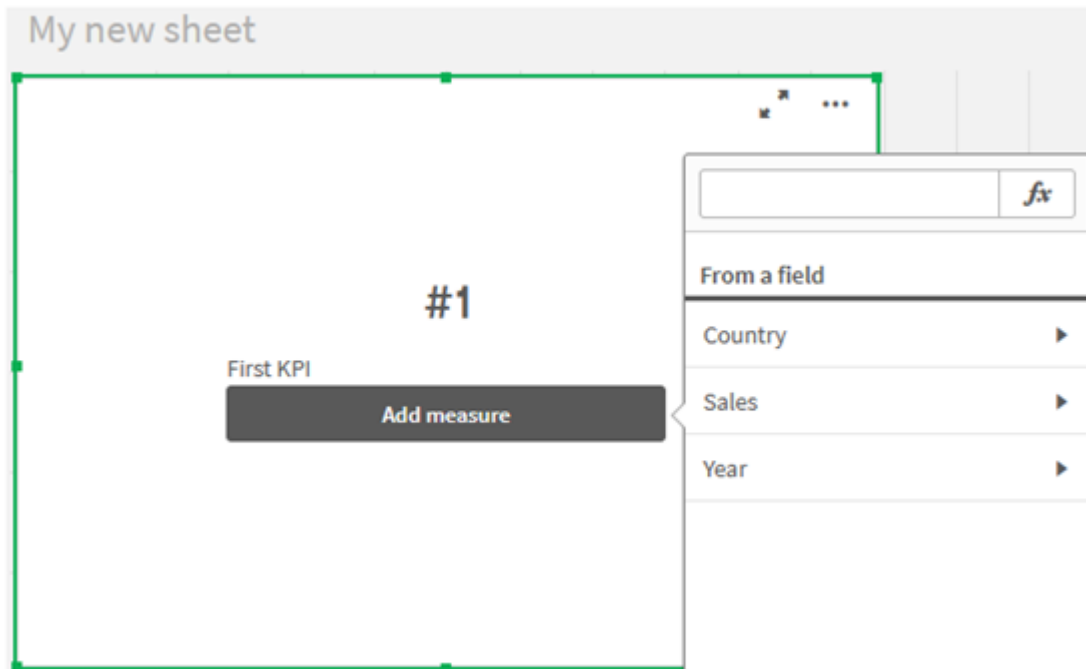 My new sheet
#1
First KPI
Add measure
fx
From a field
Country
Sales
Year